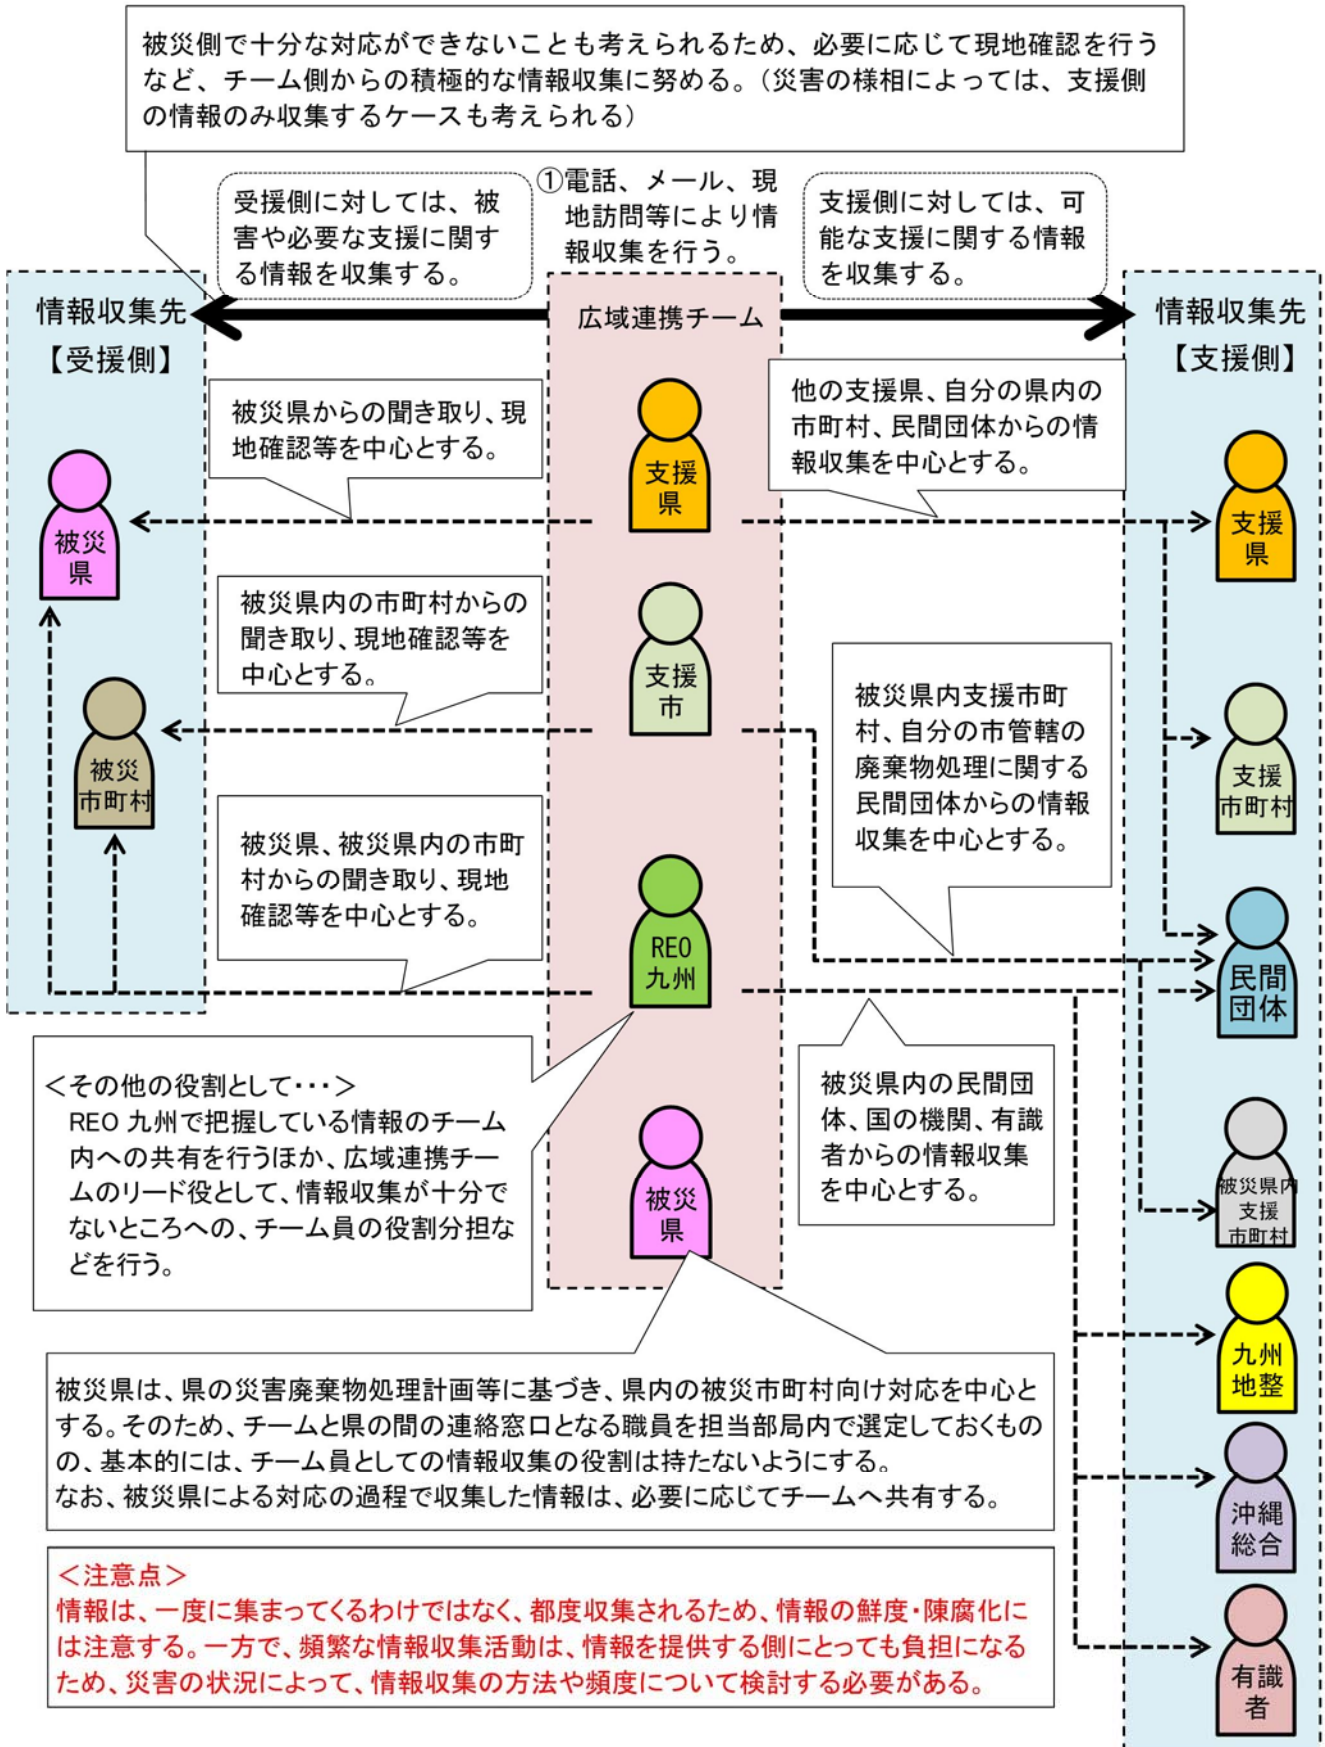 被災側で十分な対応ができないことも考えられるため、必要に応じて現地確認を行う
など、チーム側からの積極的な情報収集に努める。（災害の様相によっては、支援側
の情報のみ収集するケースも考えられる）
受援側に対しては、被
害や必要な支援に関す
る情報を収集する。
①電話、メール、現
地訪問等により情
報収集を行う。
支援側に対しては、可
能な支援に関する情報
を収集する。
情報収集先
【受援側】
広域連携チーム
情報収集先
【支援側】
被災県からの聞き取り、現
地確認等を中心とする。
支援
県
他の支援県、自分の県内の
市町村、民間団体からの情
報収集を中心とする。
被災
県
支援
県
被災県内の市町村からの
聞き取り、現地確認等を
中心とする。
支援
市
被災県内支援市町
村、自分の市管轄の
廃棄物処理に関する
民間団体からの情報
収集を中心とする。
被災
市町村
支援
市町村
被災県、被災県内の市町
村からの聞き取り、現地
確認等を中心とする。
REO
九州
民間
団体
＜その他の役割として・・・＞
REO 九州で把握している情報のチーム
内への共有を行うほか、広域連携チー
ムのリード役として、情報収集が十分で
ないところへの、チーム員の役割分担な
どを行う。
被災県内の民間団
体、国の機関、有識
者からの情報収集
を中心とする。
被災
県
被災県内
支援
市町村
九州
地整
被災県は、県の災害廃棄物処理計画等に基づき、県内の被災市町村向け対応を中心と
する。そのため、チームと県の間の連絡窓口となる職員を担当部局内で選定しておくもの
の、基本的には、チーム員としての情報収集の役割は持たないようにする。
なお、被災県による対応の過程で収集した情報は、必要に応じてチームへ共有する。
沖縄
総合
＜注意点＞
情報は、一度に集まってくるわけではなく、都度収集されるため、情報の鮮度・陳腐化に
は注意する。一方で、頻繁な情報収集活動は、情報を提供する側にとっても負担になる
ため、災害の状況によって、情報収集の方法や頻度について検討する必要がある。
有識
者